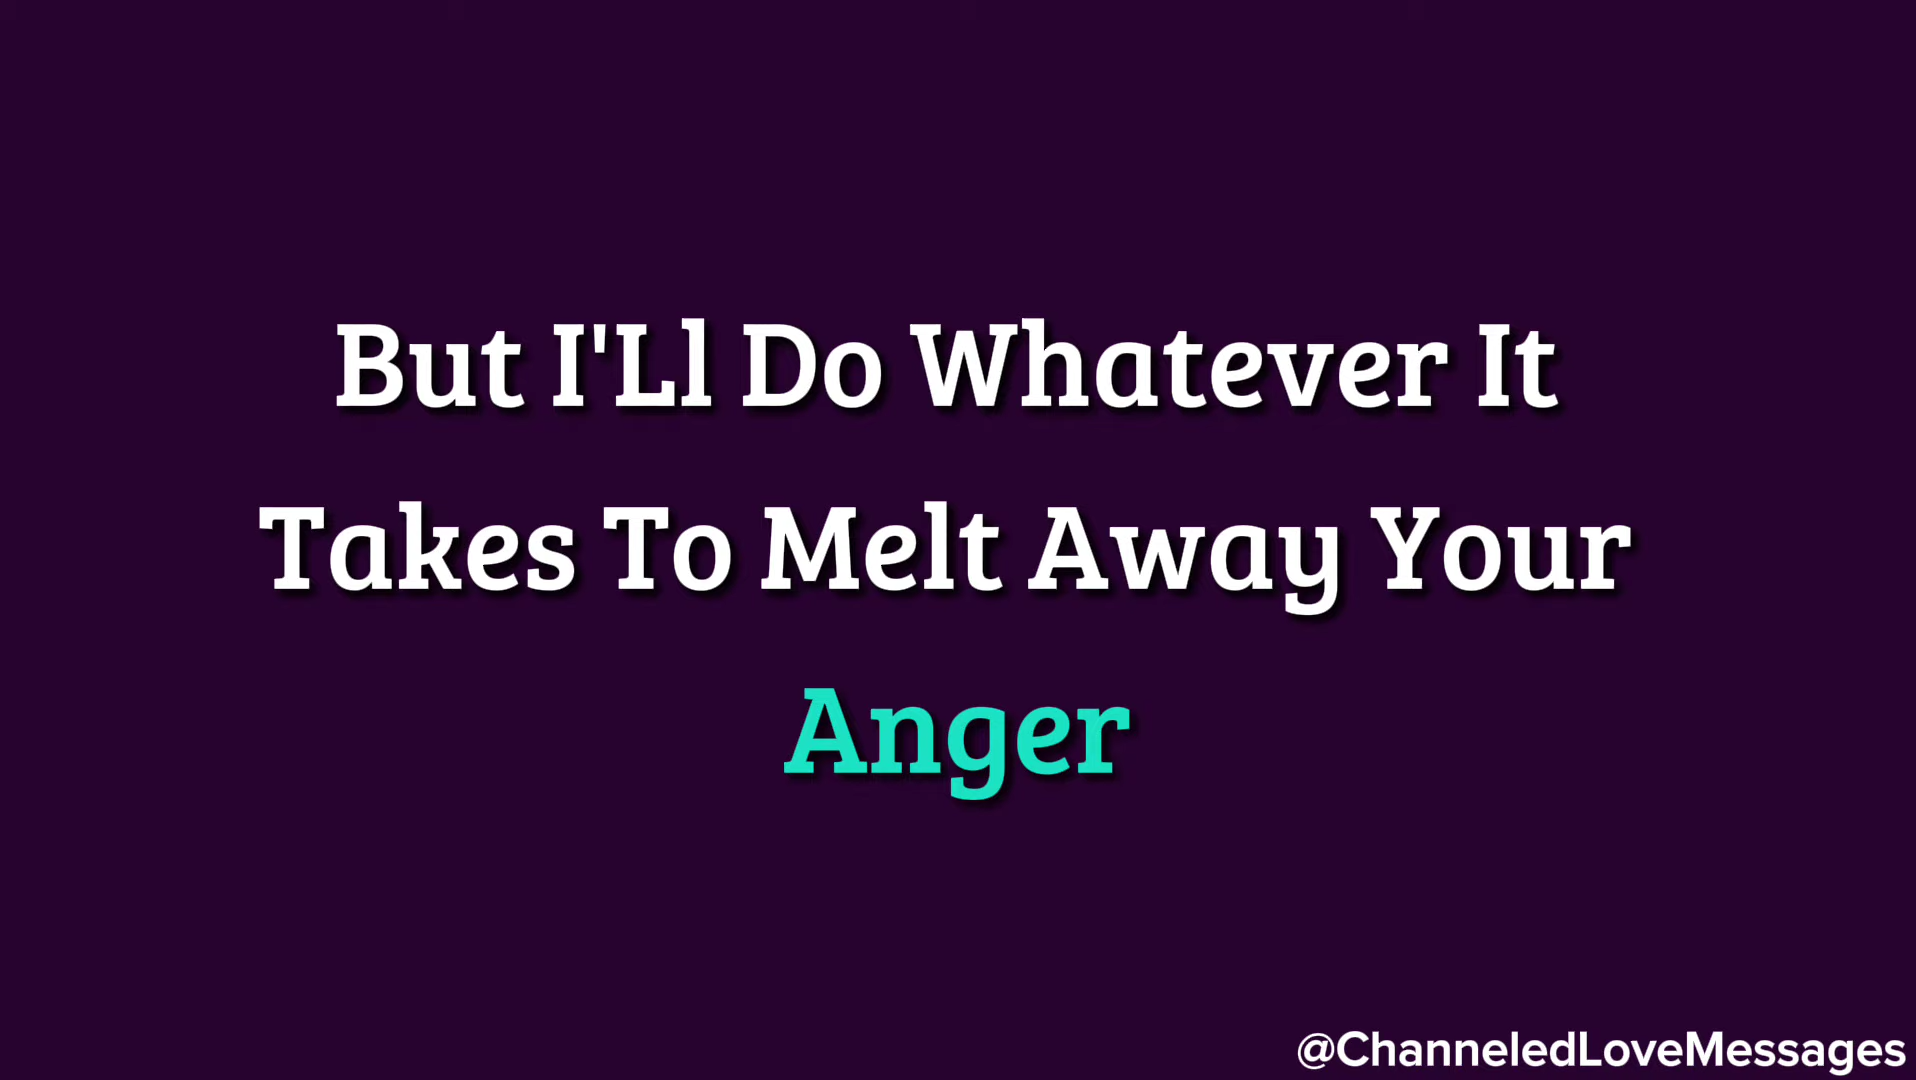 But I'Ll Do Whatever It
Takes To Melt Away Your
Anger
@ChanneledLoveMessages